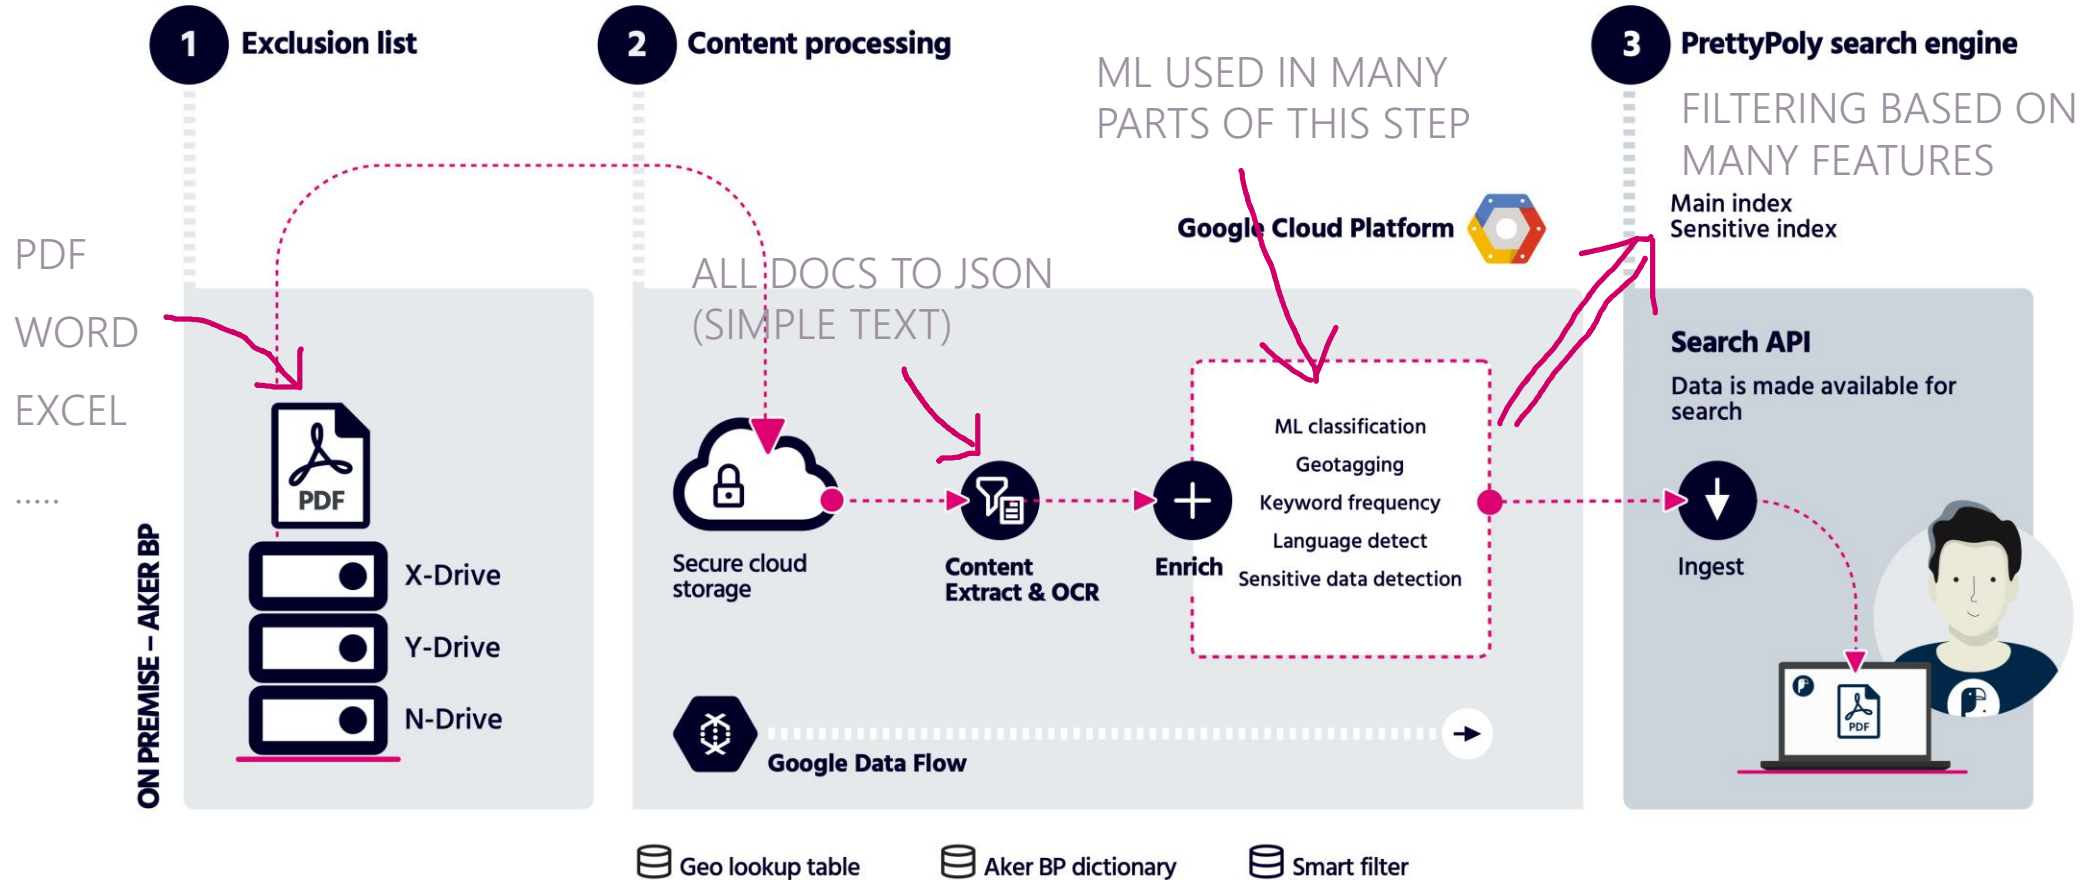 1 Exclusion list
2 Content processing
3 PrettyPoly search engine
ML USED IN MANY
PARTS OF THIS STEP
FILTERING BASED ON
MANY FEATURES
Main index
Sensitive index
Google Cloud Platform
PDF
WORD
EXCEL
.....
ALL DOCS TO JSON
(SIMPLE TEXT)
ON PREMISE – AKER BP
PDF
X-Drive
Y-Drive
N-Drive
Secure cloud
storage
Content
Extract & OCR
Enrich
ML classification
Geotagging
Keyword frequency
Language detect
Sensitive data detection
Google Data Flow
Search API
Data is made available for
search
Ingest
PDF
Geo lookup table
Aker BP dictionary
Smart filter